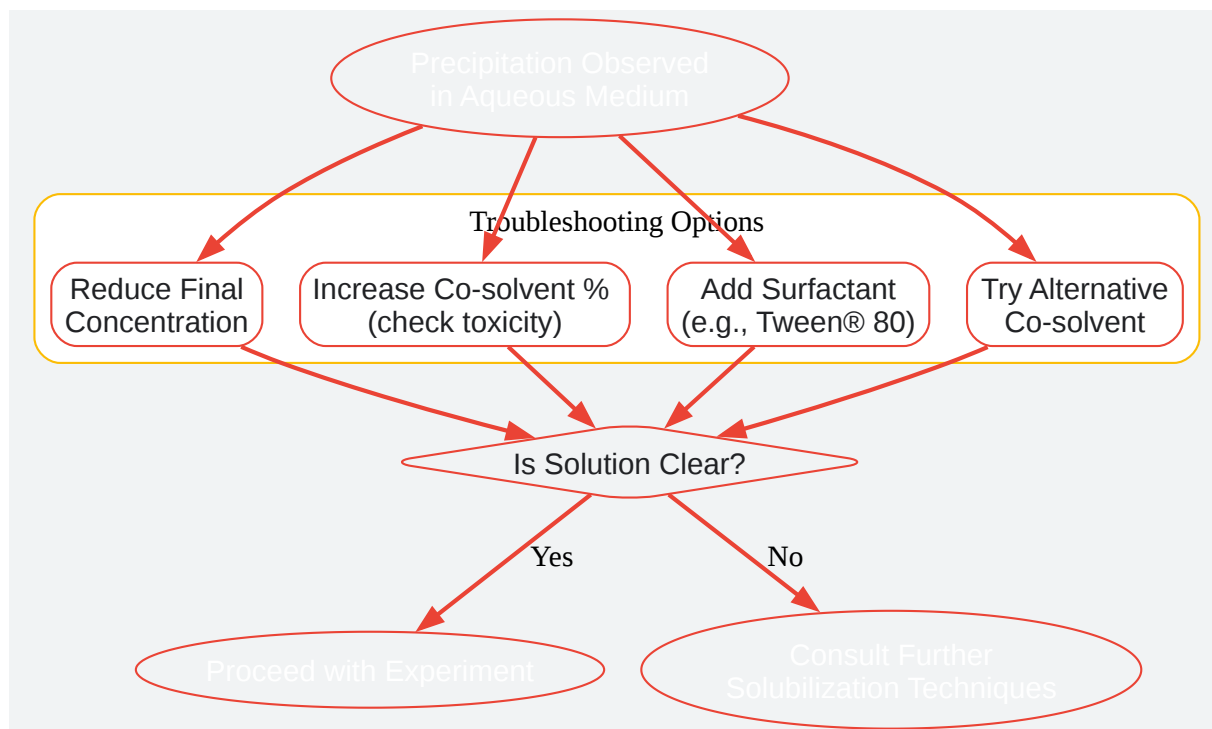 Precipitation Observed
in Aqueous Medium
Troubleshooting Options
Reduce Final
Concentration
Increase Co-solvent %
(check toxicity)
Add Surfactant
(e.g., Tween® 80)
Try Alternative
Co-solvent
Is Solution Clear?
Yes
No
Proceed with Experiment
Consult Further
Solubilization Techniques